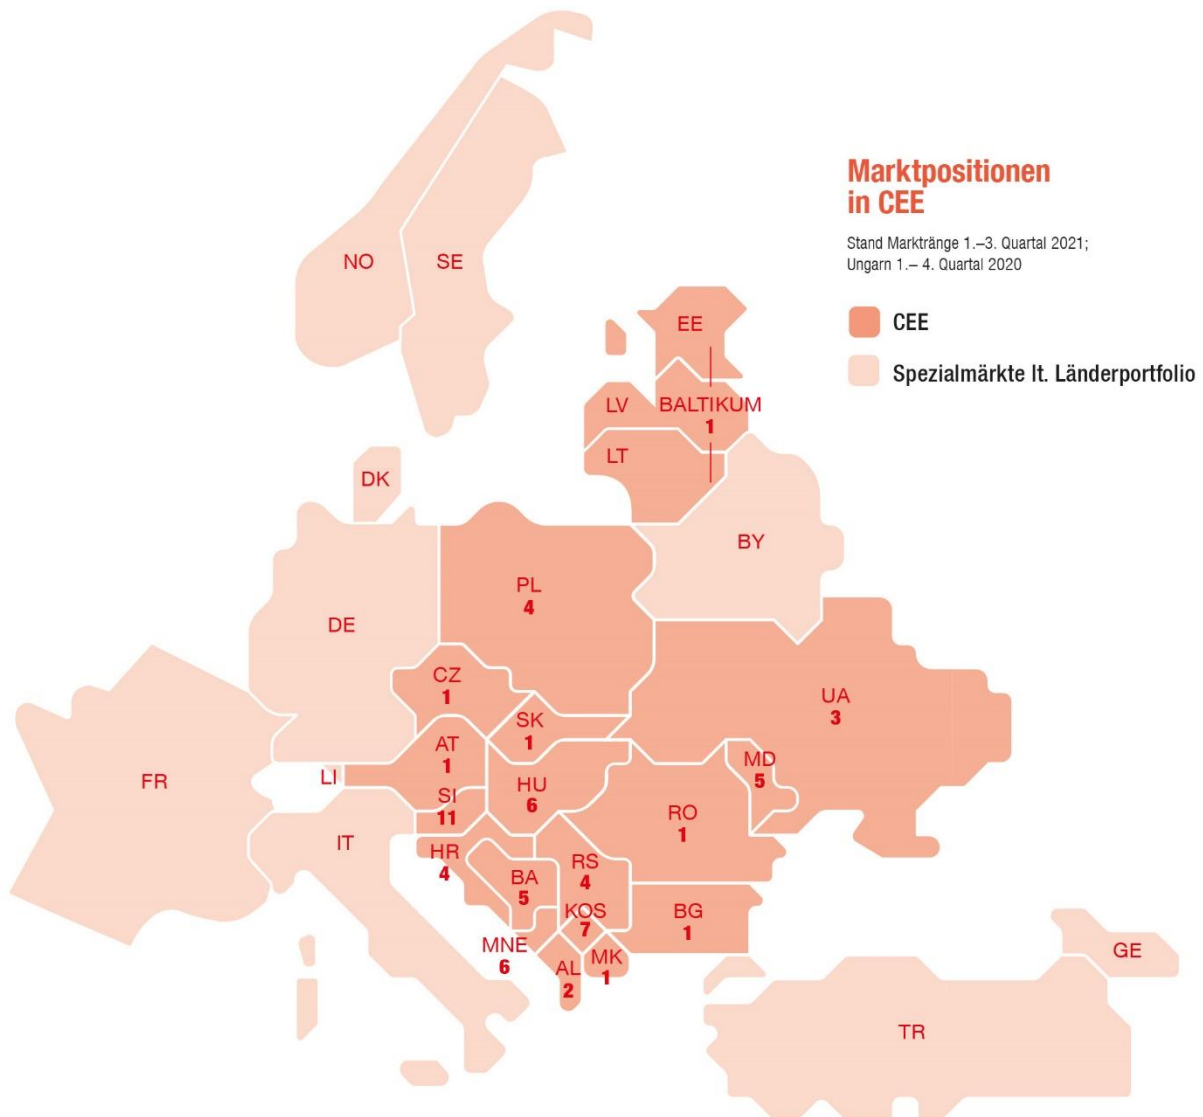 Marktpositionen
in CEE
Stand Marktränge 1.–3. Quartal 2021;
Ungarn 1.– 4. Quartal 2020
CEE
Spezialmärkte lt. Länderportfolio
NO
SE
EE
LV
BALTIKUM
1
LT
DK
BY
PL
4
DE
CZ
1
UA
3
SK
1
AT
1
MD
5
LI
FR
HU
6
SI
11
RO
1
IT
HR
4
RS
4
BA
5
KOS
7
BG
1
MNE
6
MK
1
AL
2
GE
TR